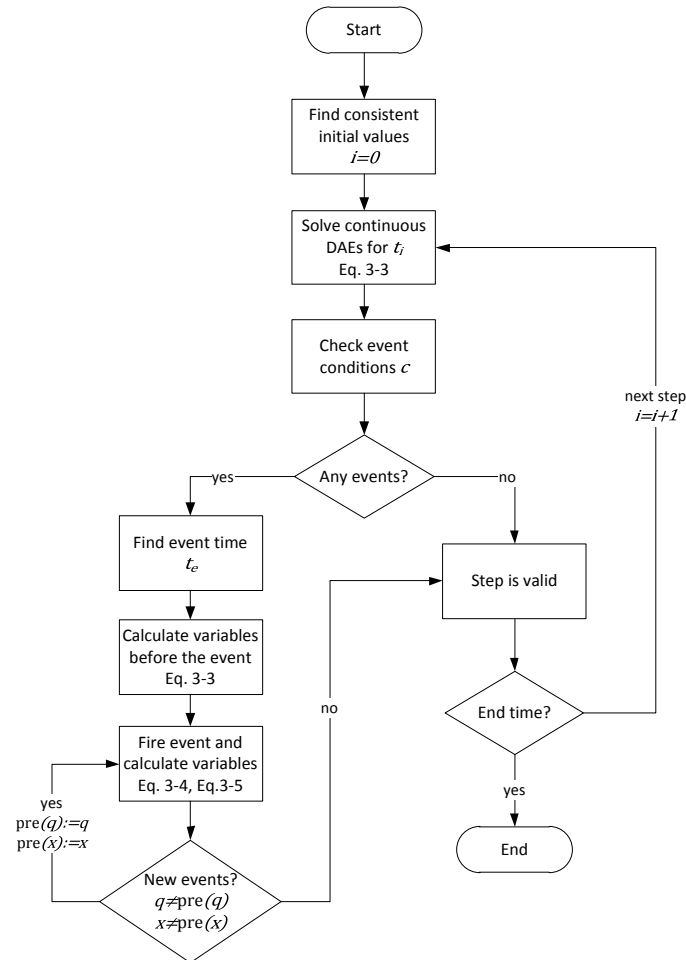 Start
Find consistent
initial values
i=0
Solve continuous
DAEs for tᵢ
Eq. 3-3
Check event
conditions c
next step
i=i+1
Any events?
yes
no
Find event time
tₑ
Step is valid
Calculate variables
before the event
Eq. 3-3
no
End time?
Fire event and
calculate variables
Eq. 3-4, Eq.3-5
yes
pre(q):=q
pre(x):=x
yes
End
New events?
q≠pre(q)
x≠pre(x)